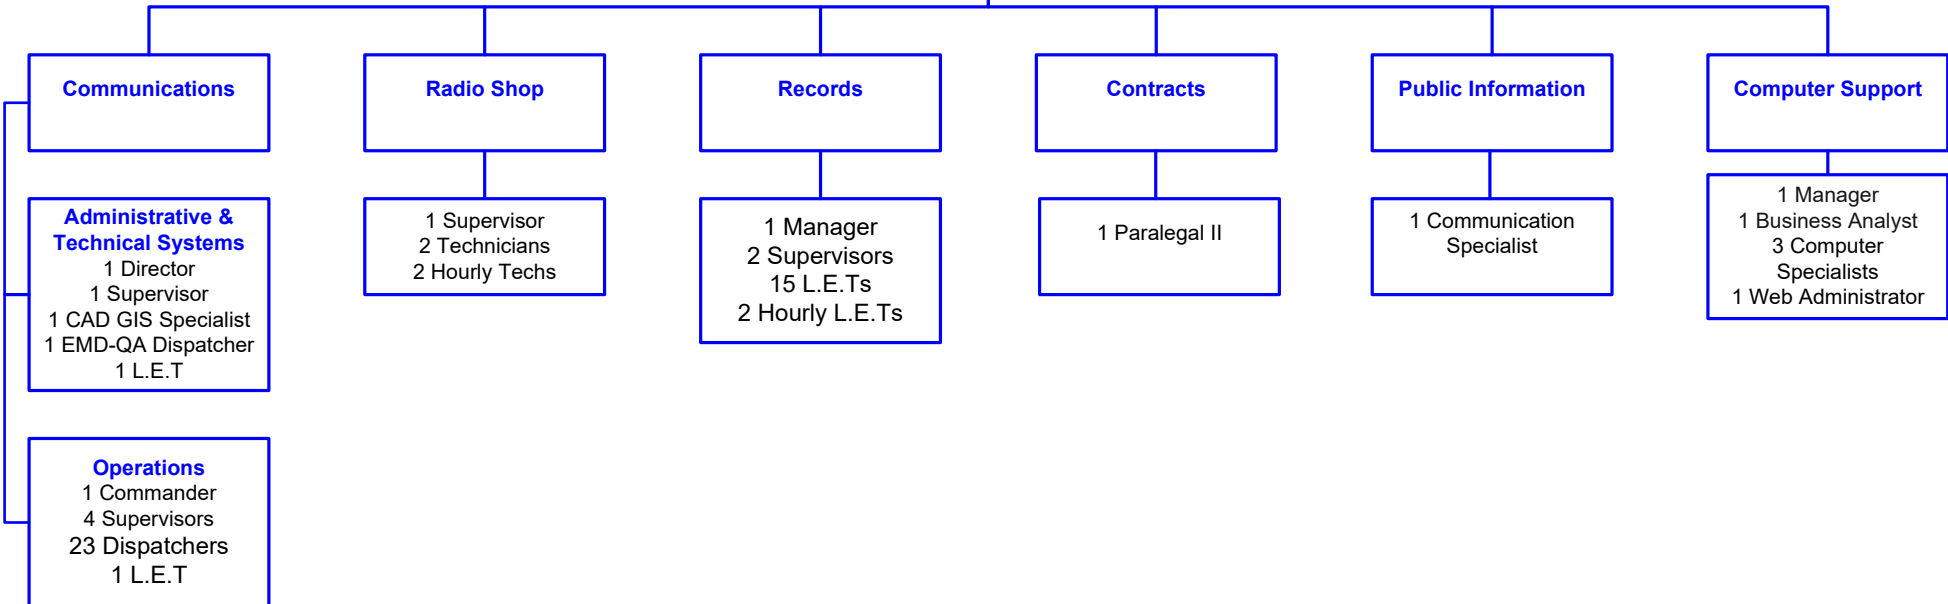 Communications
Radio Shop
Records
Contracts
Public Information
Computer Support
Administrative &
Technical Systems
1 Director
1 Supervisor
1 CAD GIS Specialist
1 EMD-QA Dispatcher
1 L.E.T
1 Supervisor
2 Technicians
2 Hourly Techs
1 Manager
2 Supervisors
15 L.E.Ts
2 Hourly L.E.Ts
1 Paralegal II
1 Communication
Specialist
1 Manager
1 Business Analyst
3 Computer
Specialists
1 Web Administrator
Operations
1 Commander
4 Supervisors
23 Dispatchers
1 L.E.T